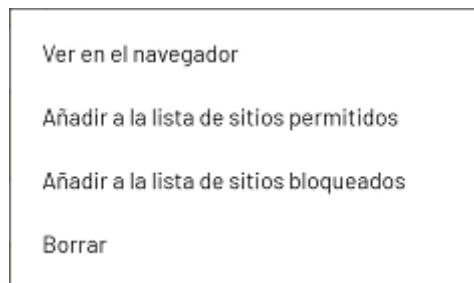 Ver en el navegador
Añadir a la lista de sitios permitidos
Añadir a la lista de sitios bloqueados
Borrar